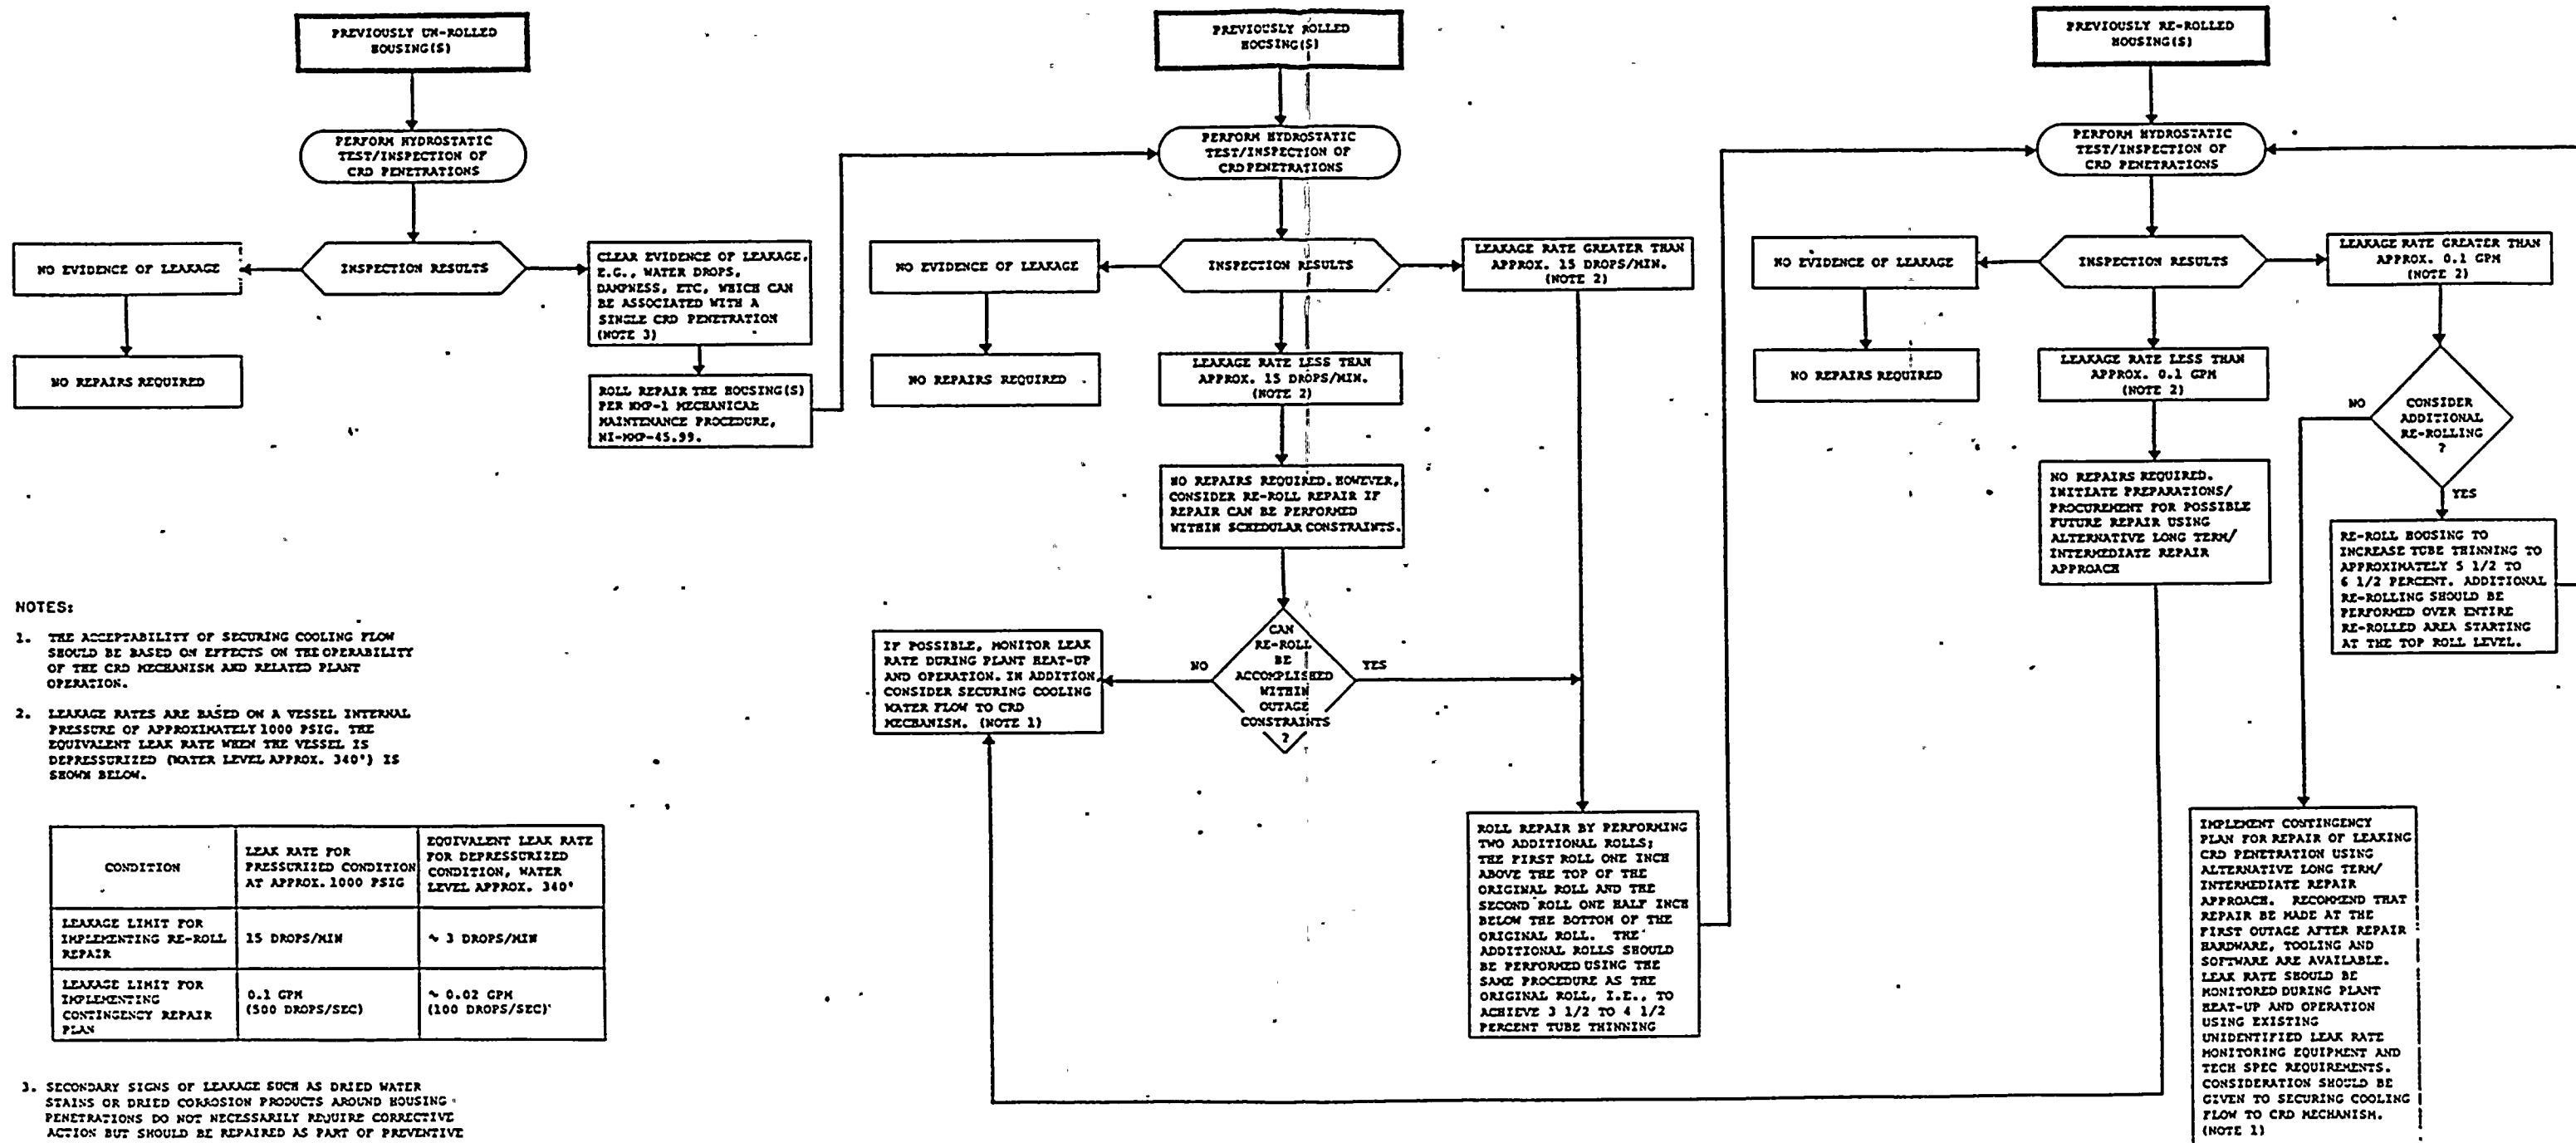 PREVIOUSLY UN-ROLLED
HOUSING(S)
PERFORM HYDROSTATIC
TEST/INSPECTION OF
CRD PENETRATIONS
INSPECTION RESULTS
NO EVIDENCE OF LEAKAGE
NO REPAIRS REQUIRED
CLEAR EVIDENCE OF LEAKAGE,
E.G., WATER DROPS,
DAMPNESS, ETC, WHICH CAN
BE ASSOCIATED WITH A
SINGLE CRD PENETRATION
(NOTE 3)
ROLL REPAIR THE HOUSING(S)
PER NMP-1 MECHANICAL
MAINTENANCE PROCEDURE,
N1-MMP-45.99.
PREVIOUSLY ROLLED
HOUSING(S)
PERFORM HYDROSTATIC
TEST/INSPECTION OF
CRD PENETRATIONS
INSPECTION RESULTS
NO EVIDENCE OF LEAKAGE
NO REPAIRS REQUIRED
LEAKAGE RATE GREATER THAN
APPROX. 15 DROPS/MIN.
(NOTE 2)
LEAKAGE RATE LESS THAN
APPROX. 15 DROPS/MIN.
(NOTE 2)
NO REPAIRS REQUIRED. HOWEVER,
CONSIDER RE-ROLL REPAIR IF
REPAIR CAN BE PERFORMED
WITHIN SCHEDULAR CONSTRAINTS.
CAN
RE-ROLL
BE
ACCOMPLISHED
WITHIN
OUTAGE
CONSTRAINTS
?
NO
YES
IF POSSIBLE, MONITOR LEAK
RATE DURING PLANT HEAT-UP
AND OPERATION. IN ADDITION
CONSIDER SECURING COOLING
WATER FLOW TO CRD
MECHANISM. (NOTE 1)
ROLL REPAIR BY PERFORMING
TWO ADDITIONAL ROLLS;
THE FIRST ROLL ONE INCH
ABOVE THE TOP OF THE
ORIGINAL ROLL AND THE
SECOND ROLL ONE HALF INCH
BELOW THE BOTTOM OF THE
ORIGINAL ROLL. THE
ADDITIONAL ROLLS SHOULD
BE PERFORMED USING THE
SAME PROCEDURE AS THE
ORIGINAL ROLL, I.E., TO
ACHIEVE 3 1/2 TO 4 1/2
PERCENT TUBE THINNING
PREVIOUSLY RE-ROLLED
HOUSING(S)
PERFORM HYDROSTATIC
TEST/INSPECTION OF
CRD PENETRATIONS
INSPECTION RESULTS
NO EVIDENCE OF LEAKAGE
NO REPAIRS REQUIRED
LEAKAGE RATE LESS THAN
APPROX. 0.1 GPM
(NOTE 2)
NO REPAIRS REQUIRED.
INITIATE PREPARATIONS/
PROCUREMENT FOR POSSIBLE
FUTURE REPAIR USING
ALTERNATIVE LONG TERM/
INTERMEDIATE REPAIR
APPROACH
LEAKAGE RATE GREATER THAN
APPROX. 0.1 GPM
(NOTE 2)
CONSIDER
ADDITIONAL
RE-ROLLING
?
NO
YES
RE-ROLL HOUSING TO
INCREASE TUBE THINNING TO
APPROXIMATELY 5 1/2 TO
6 1/2 PERCENT. ADDITIONAL
RE-ROLLING SHOULD BE
PERFORMED OVER ENTIRE
RE-ROLLED AREA STARTING
AT THE TOP ROLL LEVEL.
IMPLEMENT CONTINGENCY
PLAN FOR REPAIR OF LEAKING
CRD PENETRATION USING
ALTERNATIVE LONG TERM/
INTERMEDIATE REPAIR
APPROACH. RECOMMEND THAT
REPAIR BE MADE AT THE
FIRST OUTAGE AFTER REPAIR
HARDWARE, TOOLING AND
SOFTWARE ARE AVAILABLE.
LEAK RATE SHOULD BE
MONITORED DURING PLANT
HEAT-UP AND OPERATION
USING EXISTING
UNIDENTIFIED LEAK RATE
MONITORING EQUIPMENT AND
TECH SPEC REQUIREMENTS.
CONSIDERATION SHOULD BE
GIVEN TO SECURING COOLING
FLOW TO CRD MECHANISM.
(NOTE 1)
NOTES:
1. THE ACCEPTABILITY OF SECURING COOLING FLOW
SHOULD BE BASED ON EFFECTS ON THE OPERABILITY
OF THE CRD MECHANISM AND RELATED PLANT
OPERATION.
2. LEAKAGE RATES ARE BASED ON A VESSEL INTERNAL
PRESSURE OF APPROXIMATELY 1000 PSIG. THE
EQUIVALENT LEAK RATE WHEN THE VESSEL IS
DEPRESSURIZED (WATER LEVEL APPROX. 340") IS
SHOWN BELOW.
CONDITION
LEAK RATE FOR
PRESSURIZED CONDITION
AT APPROX. 1000 PSIG
EQUIVALENT LEAK RATE
FOR DEPRESSURIZED
CONDITION, WATER
LEVEL APPROX. 340"
LEAKAGE LIMIT FOR
IMPLEMENTING RE-ROLL
REPAIR
15 DROPS/MIN
~ 3 DROPS/MIN
LEAKAGE LIMIT FOR
IMPLEMENTING
CONTINGENCY REPAIR
PLAN
0.1 GPM
(500 DROPS/SEC)
~ 0.02 GPM
(100 DROPS/SEC)
3. SECONDARY SIGNS OF LEAKAGE SUCH AS DRIED WATER
STAINS OR DRIED CORROSION PRODUCTS AROUND HOUSING
PENETRATIONS DO NOT NECESSARILY REQUIRE CORRECTIVE
ACTION BUT SHOULD BE REPAIRED AS PART OF PREVENTIVE